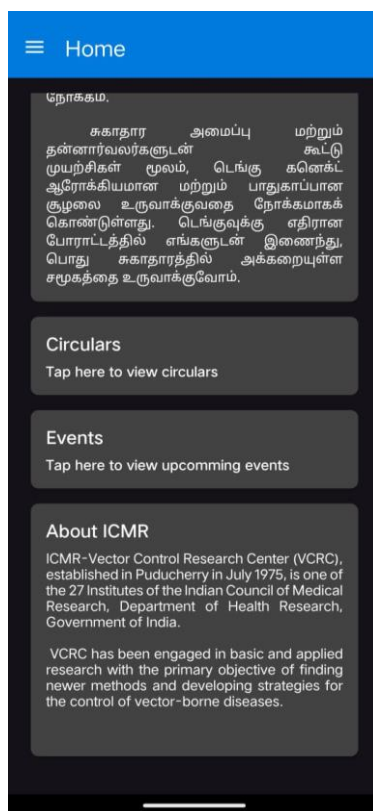 Home
நோக்கம்.
சுகாதார அமைப்பு மற்றும்
தன்னார்வலர்களுடன் கூட்டு
முயற்சிகள் மூலம், டெங்கு கனெக்ட்
ஆரோக்கியமான மற்றும் பாதுகாப்பான
சூழலை உருவாக்குவதை நோக்கமாகக்
கொண்டுள்ளது. டெங்குவுக்கு எதிரான
போராட்டத்தில் எங்களுடன் இணைந்து,
பொது சுகாதாரத்தில் அக்கறையுள்ள
சமூகத்தை உருவாக்குவோம்.
Circulars
Tap here to view circulars
Events
Tap here to view upcomming events
About ICMR
ICMR-Vector Control Research Center (VCRC),
established in Puducherry in July 1975, is one of
the 27 Institutes of the Indian Council of Medical
Research, Department of Health Research,
Government of India.
VCRC has been engaged in basic and applied
research with the primary objective of finding
newer methods and developing strategies for
the control of vector-borne diseases.